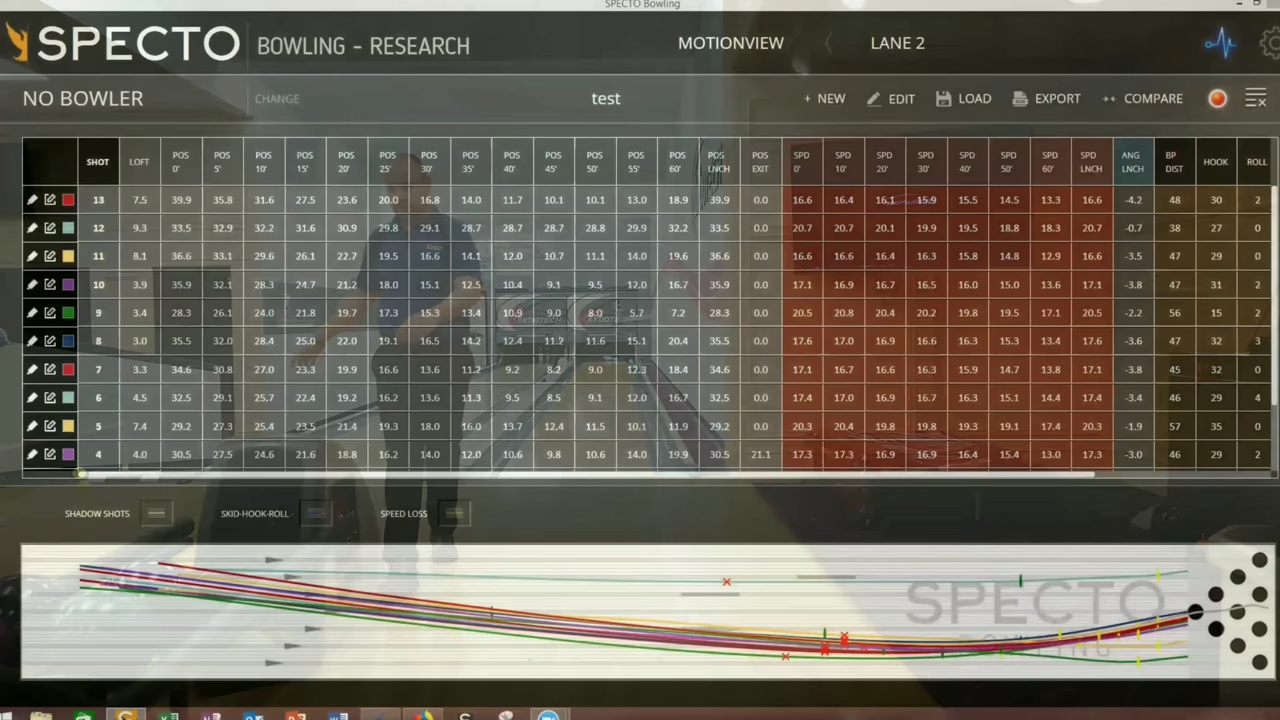 SPECTO Bowling
SPECTO BOWLING - RESEARCH MOTIONVIEW LANE 2
NO BOWLER CHANGE test + NEW EDIT LOAD EXPORT COMPARE
SHOT LOFT POS 0' POS 5' POS 10' POS 15' POS 20' POS 25' POS 30' POS 35' POS 40' POS 45' POS 50' POS 55' POS 60' POS LNCH POS EXIT SPD 0' SPD 10' SPD 20' SPD 30' SPD 40' SPD 50' SPD 60' SPD LNCH ANG LNCH BP DIST HOOK ROLL
13 7.5 39.9 35.8 31.6 27.5 23.6 20.0 16.8 14.0 11.7 10.1 10.1 13.0 18.9 39.9 0.0 16.6 16.4 16.1 15.9 15.5 14.5 13.3 16.6 -4.2 48 30 2
12 9.3 33.5 32.9 32.2 31.6 30.9 29.8 29.1 28.7 28.7 28.7 28.8 29.9 32.2 33.5 0.0 20.7 20.7 20.1 19.9 19.5 18.8 18.3 20.7 -0.7 38 27 0
11 8.1 36.6 33.1 29.6 26.1 22.7 19.5 16.6 14.1 12.0 10.7 11.1 14.0 19.6 36.6 0.0 16.6 16.6 16.4 16.3 15.8 14.8 12.9 16.6 -3.5 47 29 0
10 3.9 35.9 32.1 28.3 24.7 21.2 18.0 15.1 12.5 10.4 9.1 9.5 12.0 16.7 35.9 0.0 17.1 16.9 16.7 16.5 16.0 15.0 13.6 17.1 -3.8 47 31 2
9 3.4 28.3 26.1 24.0 21.8 19.7 17.3 15.3 13.4 10.9 9.0 8.0 5.7 7.2 28.3 0.0 20.5 20.8 20.4 20.2 19.8 19.5 17.1 20.5 -2.2 56 15 2
8 3.0 35.5 32.0 28.4 25.0 22.0 19.1 16.5 14.2 12.4 11.2 11.6 15.1 20.4 35.5 0.0 17.6 17.0 16.9 16.8 16.3 15.3 13.4 17.6 -3.6 47 32 3
7 3.3 34.6 30.8 27.0 23.3 19.9 16.6 13.6 11.2 9.2 8.2 9.0 12.3 18.4 34.6 0.0 17.1 16.7 16.6 16.3 15.9 14.7 13.8 17.1 -3.8 45 32 0
6 4.5 32.5 29.1 25.7 22.4 19.2 16.2 13.6 11.3 9.5 8.5 9.1 12.0 16.7 32.5 0.0 17.4 17.0 16.9 16.7 16.3 15.1 14.4 17.4 -3.4 46 29 4
5 7.4 29.2 27.3 25.4 23.5 21.4 19.3 18.0 16.0 13.7 12.4 11.5 10.1 11.9 29.2 0.0 20.3 20.4 19.8 19.8 19.3 19.1 17.4 20.3 -1.9 57 35 0
4 4.0 30.5 27.5 24.6 21.6 18.8 16.2 14.0 12.0 10.6 9.8 10.6 14.0 19.9 30.5 21.1 17.3 17.3 16.9 16.9 16.4 15.4 13.0 17.3 -3.0 46 29 2
SHADOW SHOTS SKID-HOOK-ROLL SPEED LOSS
SPECTO
BOWLING